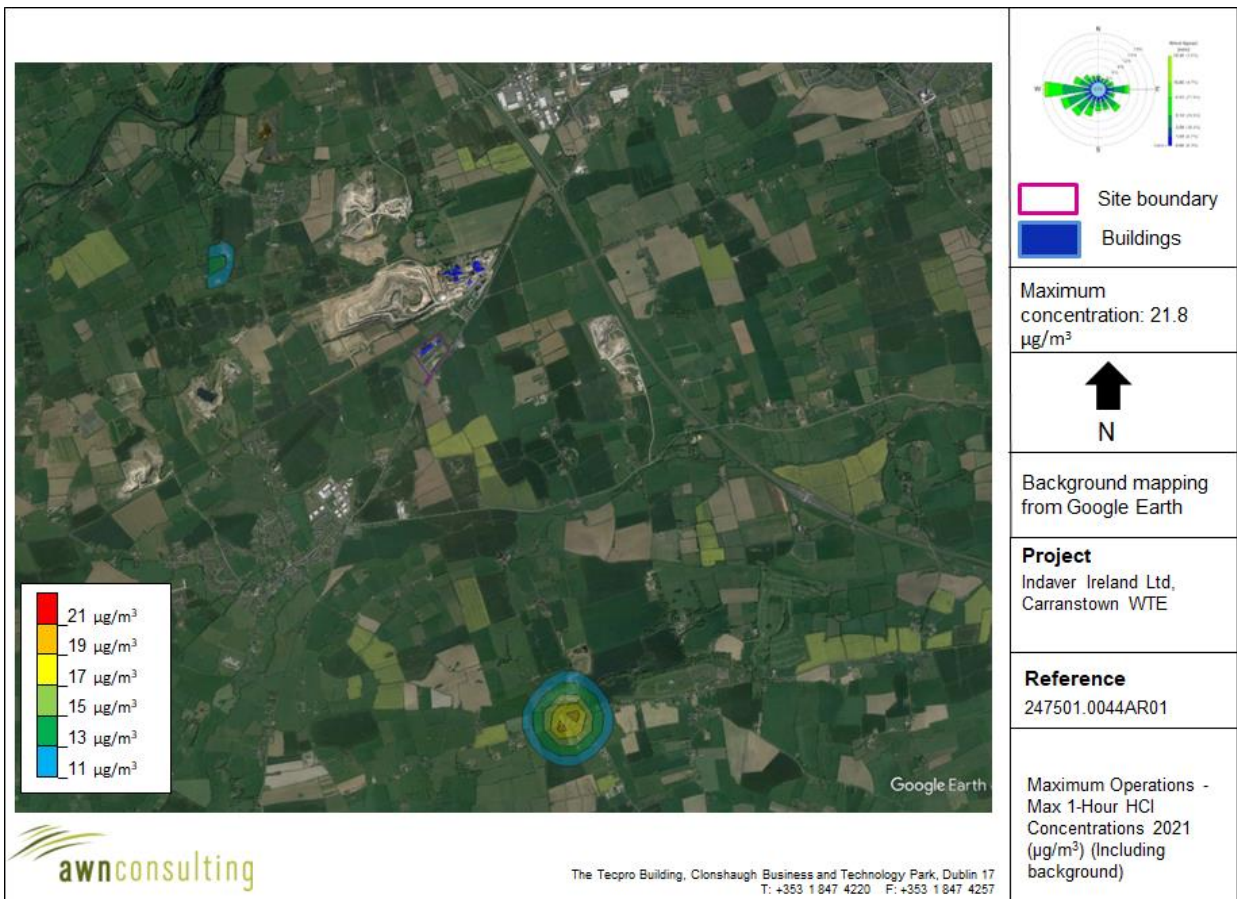 N
W
E
S
Site boundary
Buildings
Maximum
concentration: 21.8
µg/m³
N
Background mapping
from Google Earth
Project
Indaver Ireland Ltd,
Carranstown WTE
Reference
247501.0044AR01
Maximum Operations -
Max 1-Hour HCl
Concentrations 2021
(µg/m³) (Including
background)
21 µg/m³
19 µg/m³
17 µg/m³
15 µg/m³
13 µg/m³
11 µg/m³
Google Earth
awnconsulting
The Tecpro Building, Clonshaugh Business and Technology Park, Dublin 17
T: +353 1 847 4220 F: +353 1 847 4257